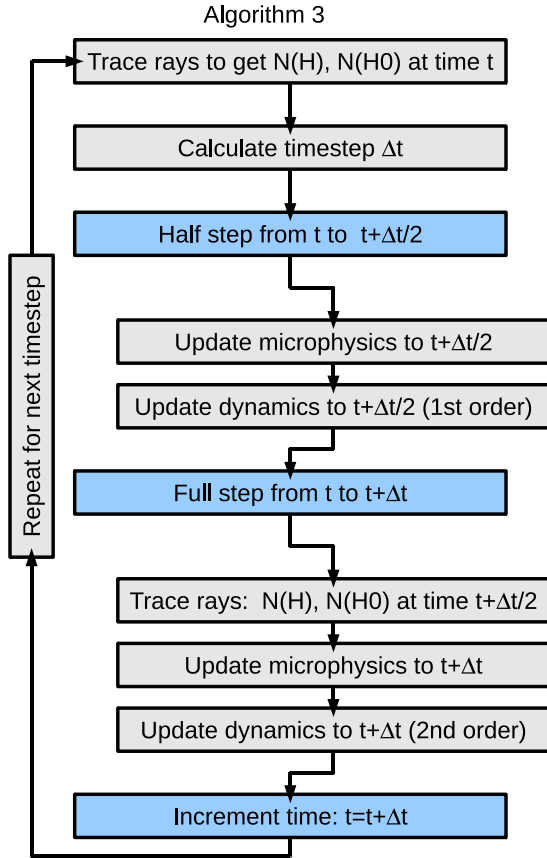 Algorithm 3
Trace rays to get N(H), N(H0) at time t
Calculate timestep Δt
Half step from t to  t+Δt/2
Update microphysics to t+Δt/2
Update dynamics to t+Δt/2 (1st order)
Full step from t to t+Δt
Trace rays:  N(H), N(H0) at time t+Δt/2
Update microphysics to t+Δt
Update dynamics to t+Δt (2nd order)
Increment time: t=t+Δt
Repeat for next timestep